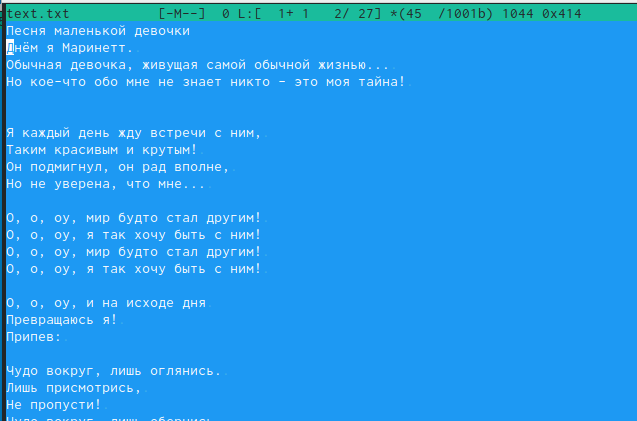 text.txt [-M--] 0 L:[ 1+ 1 2/ 27] *(45 /1001b) 1044 0x414
Песня маленькой девочки
Днём я Маринетт.
Обычная девочка, живущая самой обычной жизнью...
Но кое-что обо мне не знает никто - это моя тайна!
Я каждый день жду встречи с ним,
Таким красивым и крутым!
Он подмигнул, он рад вполне,
Но не уверена, что мне...
О, о, оу, мир будто стал другим!
О, о, оу, я так хочу быть с ним!
О, о, оу, мир будто стал другим!
О, о, оу, я так хочу быть с ним!
О, о, оу, и на исходе дня
Превращаюсь я!
Припев:
Чудо вокруг, лишь оглянись.
Лишь присмотрись,
Не пропусти!